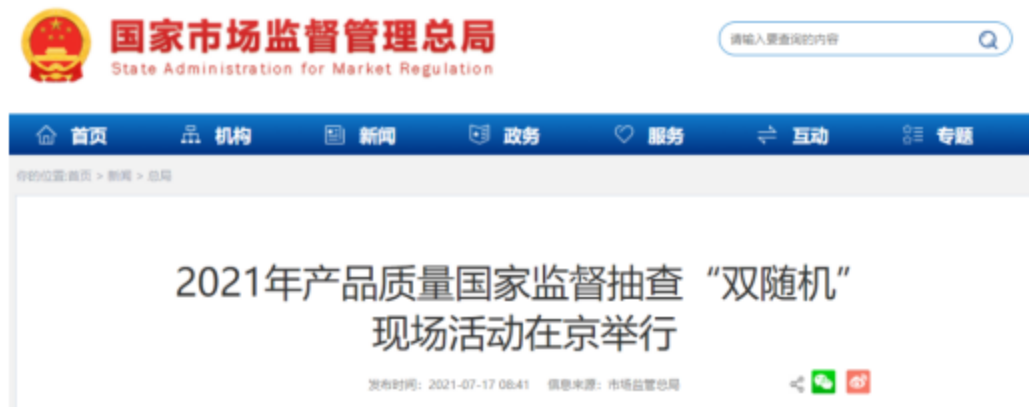 国家市场监督管理总局
State Administration for Market Regulation
请输入要查询的内容
首页 机构 新闻 政务 服务 互动 专题
你的位置:首页 > 新闻 > 总局
2021年产品质量国家监督抽查“双随机”
现场活动在京举行
发布时间：2021-07-17 08:41 信息来源：市场监管总局